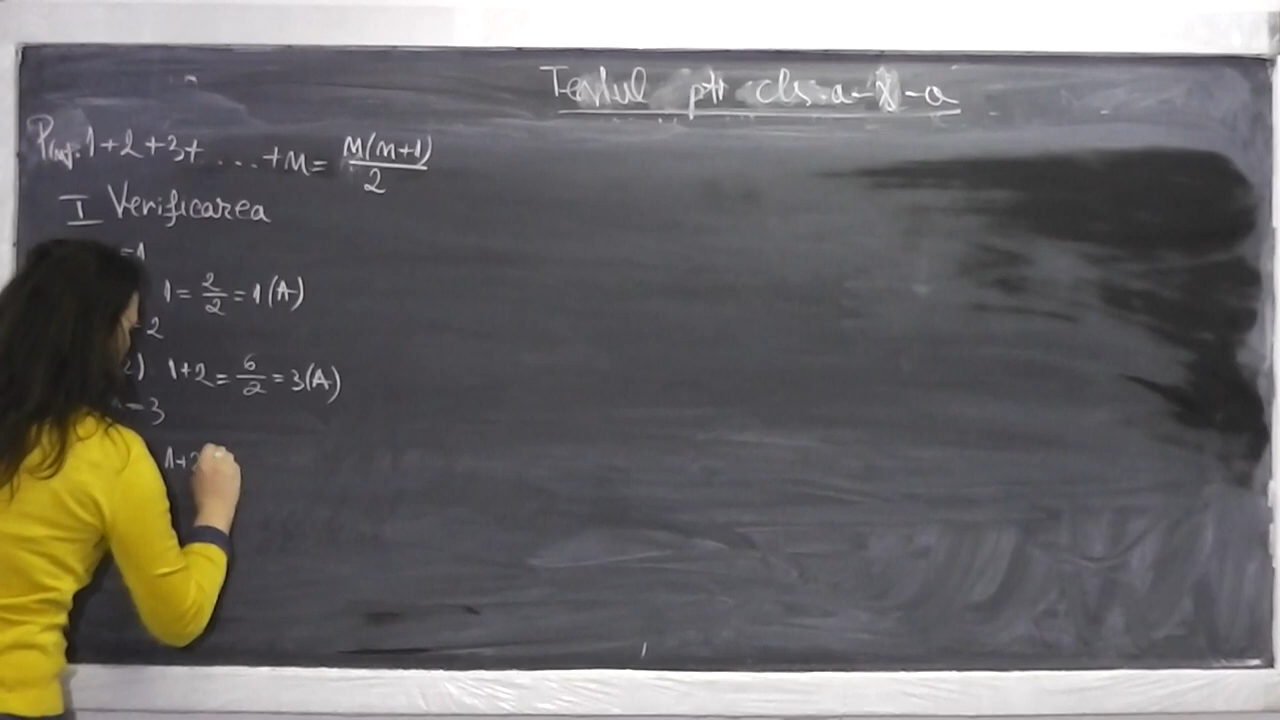 Testul ptr cls. a-X-a
P(n): 1+2+3+ .... +n = n(n+1)/2
I Verificarea
=1
1 = 2/2 = 1 (A)
= 2
2) 1+2 = 6/2 = 3 (A)
= 3
1+2